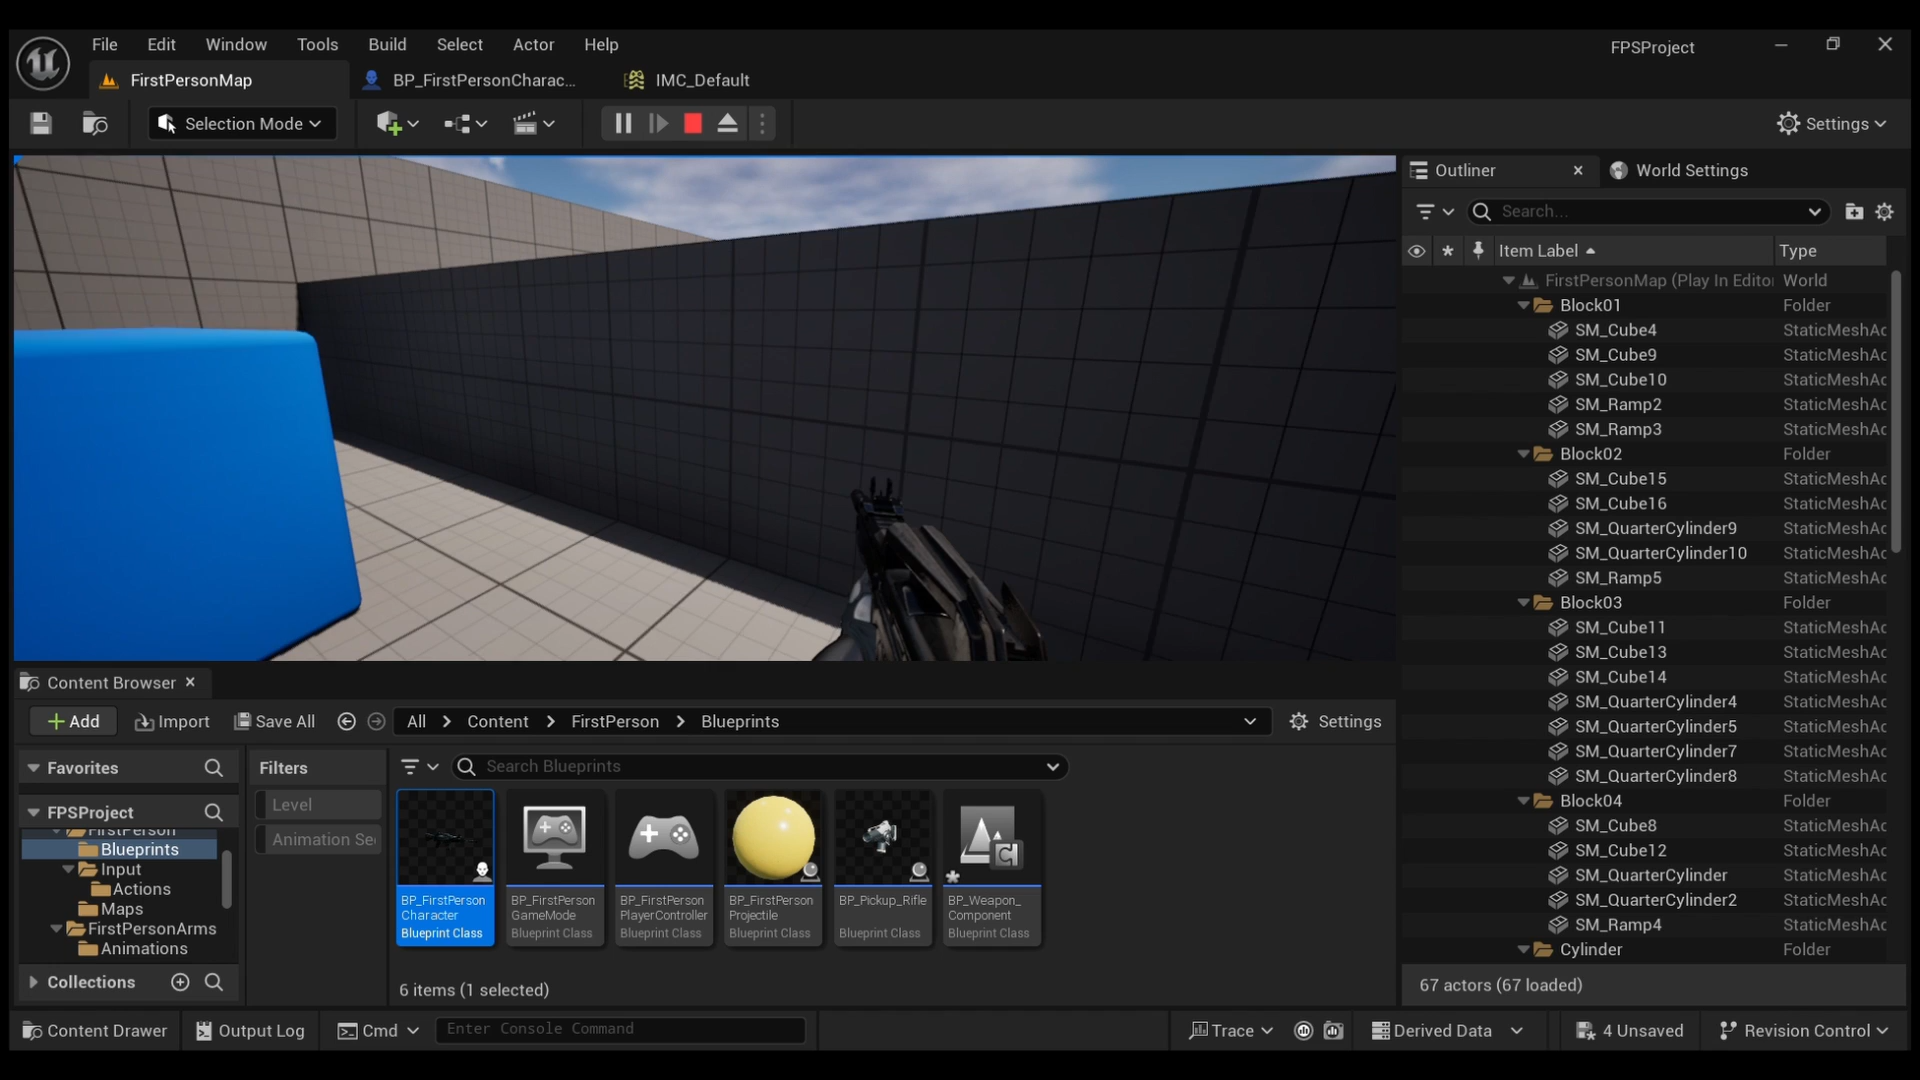 File Edit Window Tools Build Select Actor Help
FPSProject
FirstPersonMap
BP_FirstPersonCharac...
IMC_Default
Selection Mode
Settings
Outliner
World Settings
Search...
Item Label
Type
FirstPersonMap (Play In Edito
World
Block01
Folder
SM_Cube4
StaticMeshAc
SM_Cube9
StaticMeshAc
SM_Cube10
StaticMeshAc
SM_Ramp2
StaticMeshAc
SM_Ramp3
StaticMeshAc
Block02
Folder
SM_Cube15
StaticMeshAc
SM_Cube16
StaticMeshAc
SM_QuarterCylinder9
StaticMeshAc
SM_QuarterCylinder10
StaticMeshAc
SM_Ramp5
StaticMeshAc
Block03
Folder
SM_Cube11
StaticMeshAc
SM_Cube13
StaticMeshAc
SM_Cube14
StaticMeshAc
SM_QuarterCylinder4
StaticMeshAc
SM_QuarterCylinder5
StaticMeshAc
SM_QuarterCylinder7
StaticMeshAc
SM_QuarterCylinder8
StaticMeshAc
Block04
Folder
SM_Cube8
StaticMeshAc
SM_Cube12
StaticMeshAc
SM_QuarterCylinder
StaticMeshAc
SM_QuarterCylinder2
StaticMeshAc
SM_Ramp4
StaticMeshAc
Cylinder
Folder
67 actors (67 loaded)
Content Browser
Add
Import
Save All
All > Content > FirstPerson > Blueprints
Settings
Favorites
FPSProject
FirstPerson
Blueprints
Input
Actions
Maps
FirstPersonArms
Animations
Collections
Filters
Level
Animation Se
Search Blueprints
BP_FirstPerson
Character
Blueprint Class
BP_FirstPerson
GameMode
Blueprint Class
BP_FirstPerson
PlayerController
Blueprint Class
BP_FirstPerson
Projectile
Blueprint Class
BP_Pickup_Rifle
Blueprint Class
BP_Weapon_
Component
Blueprint Class
6 items (1 selected)
Content Drawer
Output Log
Cmd
Enter Console Command
Trace
Derived Data
4 Unsaved
Revision Control